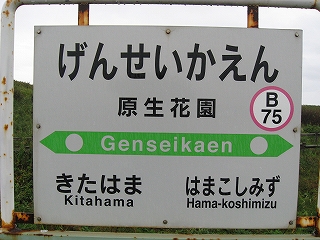 げんせいかえん
原生花園
B
75
Genseikaen
きたはま はまこしみず
Kitahama Hama-koshimizu